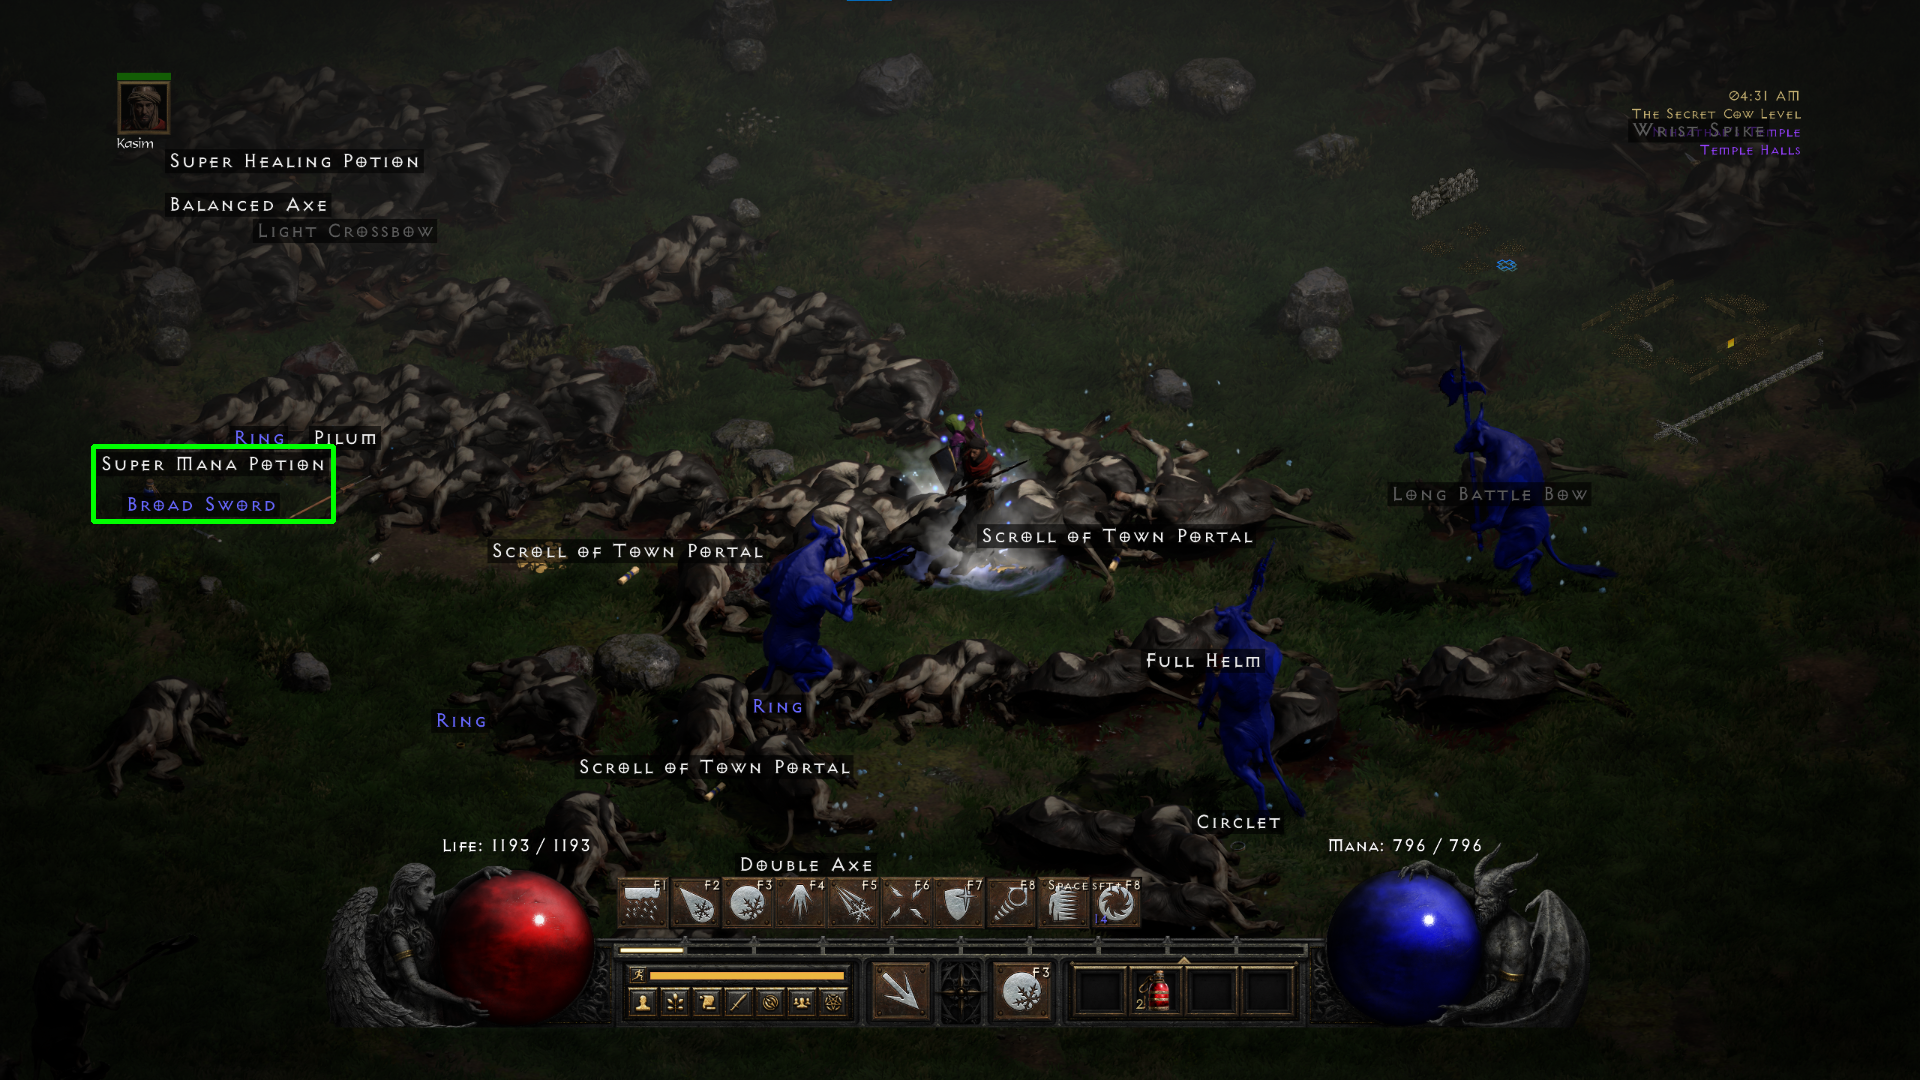 04:31 AM
The Secret Cow Level
Wrist Spike
Temple Halls
Kasim
Super Healing Potion
Balanced Axe
Light Crossbow
Ring
Pilum
Super Mana Potion
Broad Sword
Long Battle Bow
Scroll of Town Portal
Scroll of Town Portal
Full Helm
Ring
Ring
Scroll of Town Portal
Circlet
Life: 1193 / 1193
Mana: 796 / 796
Double Axe
F1 F2 F3 F4 F5 F6 F7 F8
14
F3
2